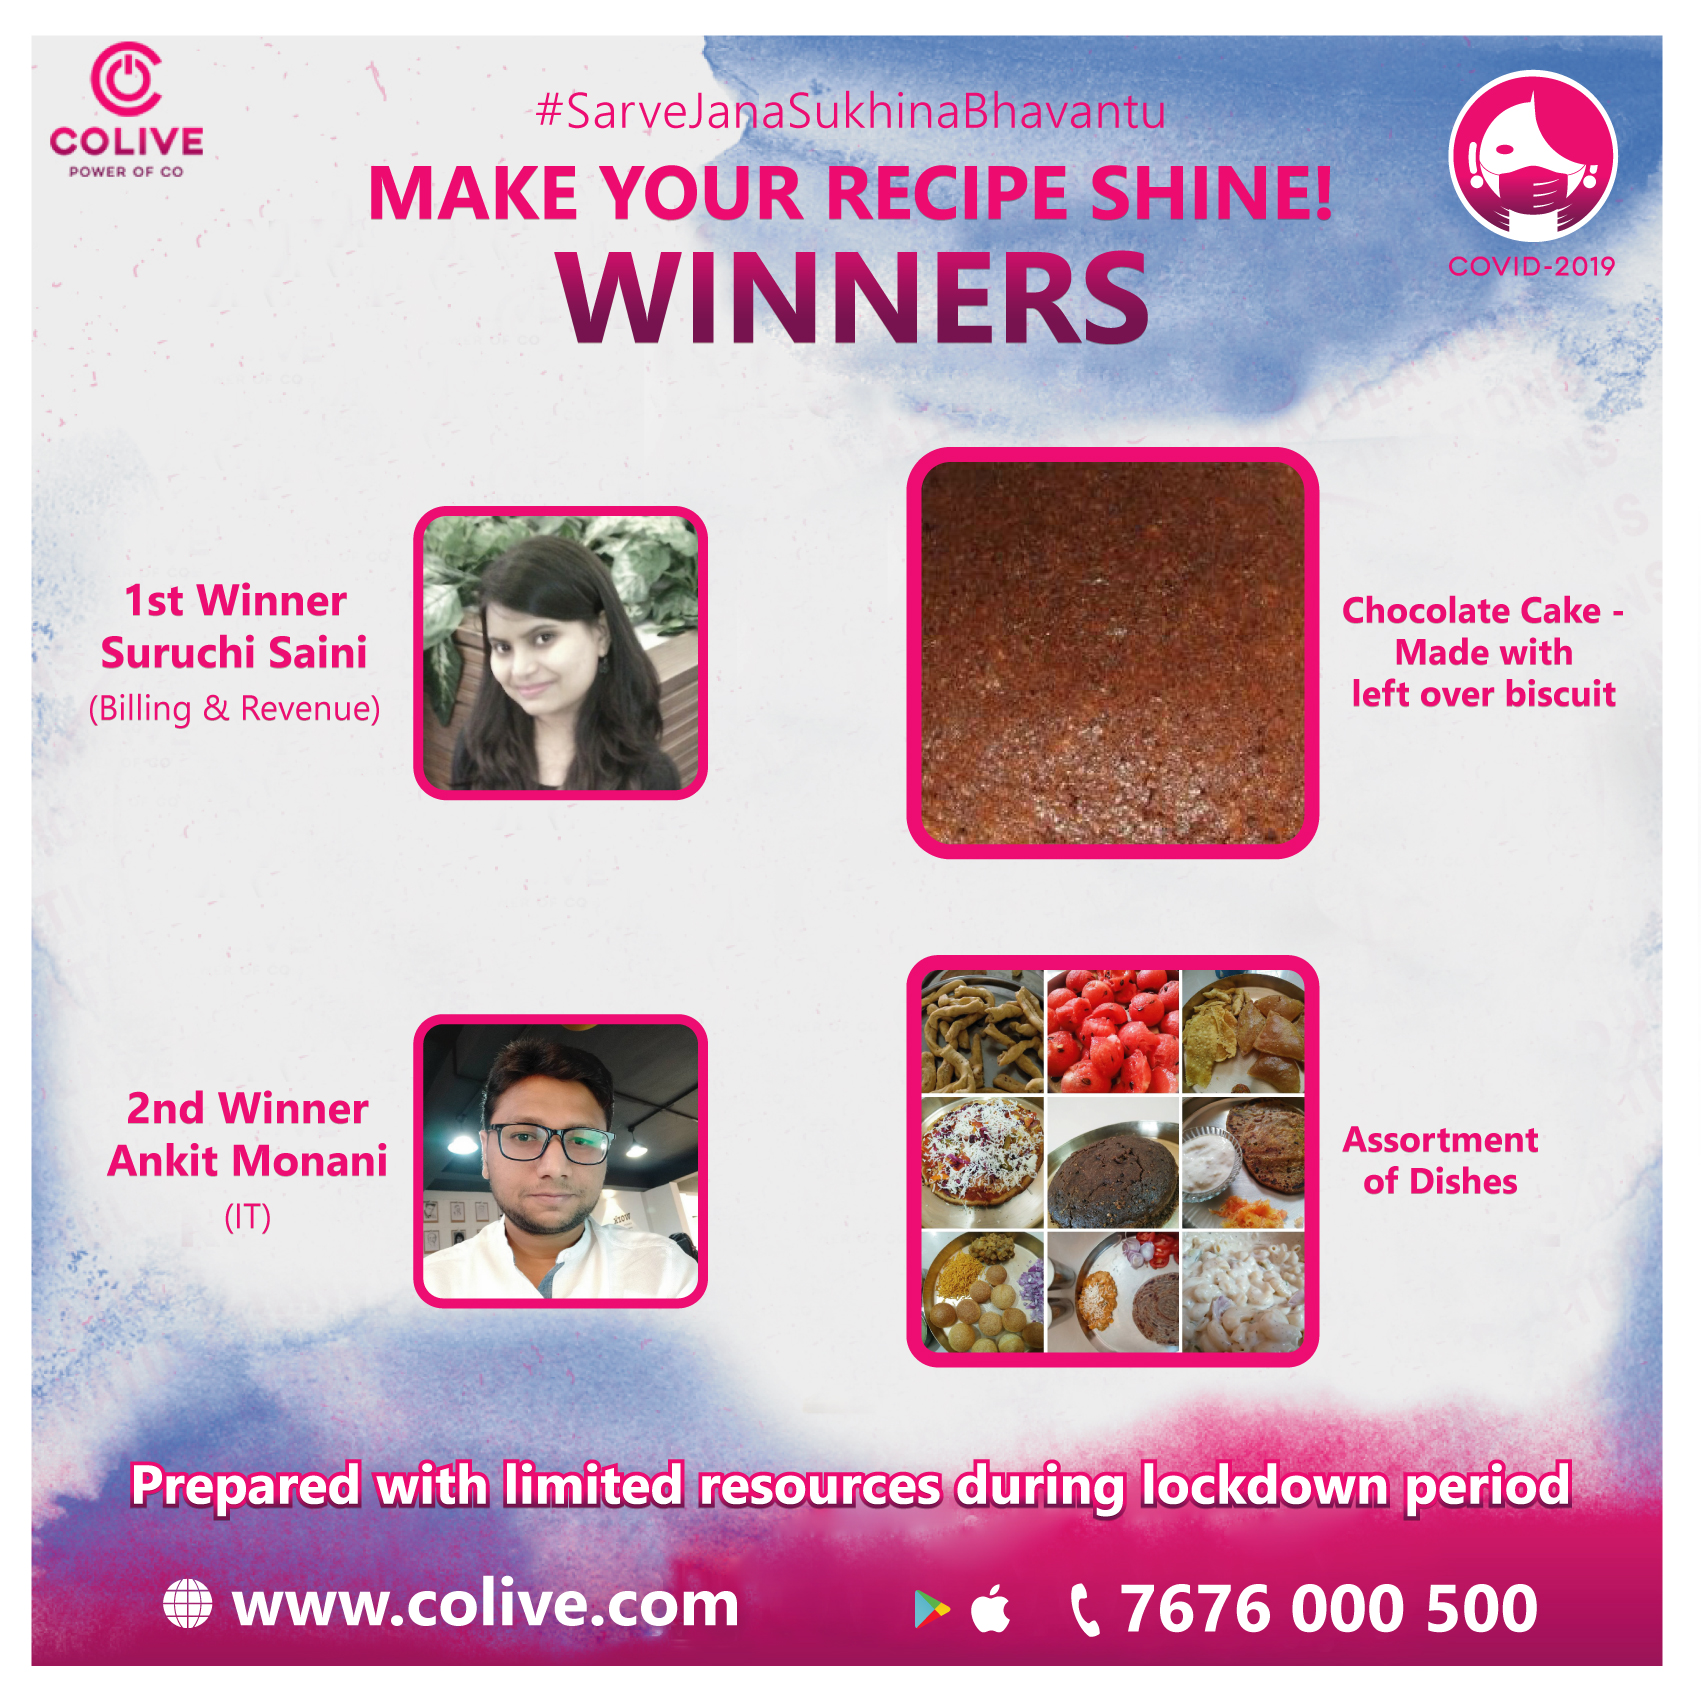 COLIVE
POWER OF CO
#SarveJanaSukhinaBhavantu
MAKE YOUR RECIPE SHINE!
WINNERS
COVID-2019
1st Winner
Suruchi Saini
(Billing & Revenue)
Chocolate Cake -
Made with
left over biscuit
2nd Winner
Ankit Monani
(IT)
Assortment
of Dishes
Prepared with limited resources during lockdown period
www.colive.com
7676 000 500